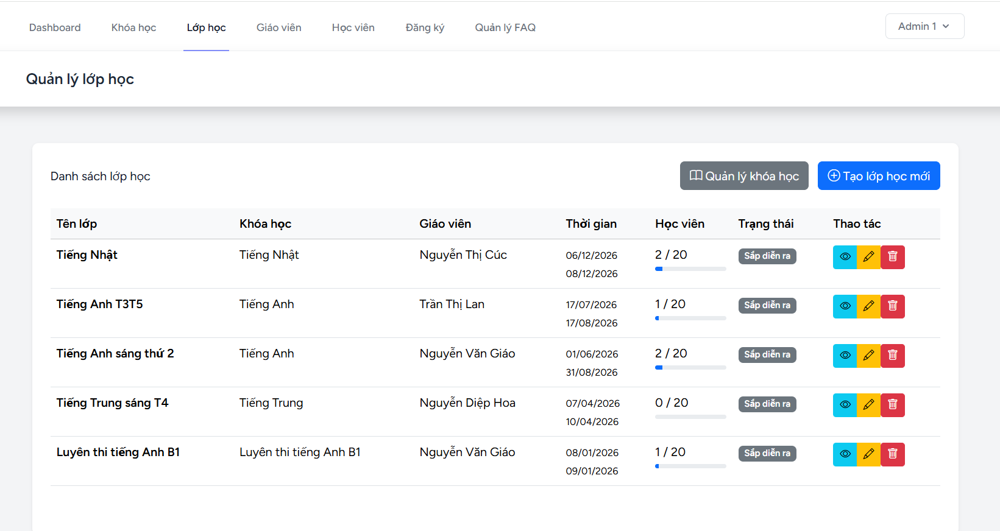 Dashboard Khóa học Lớp học Giáo viên Học viên Đăng ký Quản lý FAQ Admin 1
Quản lý lớp học
Danh sách lớp học Quản lý khóa học Tạo lớp học mới
Tên lớp Khóa học Giáo viên Thời gian Học viên Trạng thái Thao tác
Tiếng Nhật Tiếng Nhật Nguyễn Thị Cúc 06/12/2026 2 / 20 Sắp diễn ra
08/12/2026
Tiếng Anh T3T5 Tiếng Anh Trần Thị Lan 17/07/2026 1 / 20 Sắp diễn ra
17/08/2026
Tiếng Anh sáng thứ 2 Tiếng Anh Nguyễn Văn Giáo 01/06/2026 2 / 20 Sắp diễn ra
31/08/2026
Tiếng Trung sáng T4 Tiếng Trung Nguyễn Diệp Hoa 07/04/2026 0 / 20 Sắp diễn ra
10/04/2026
Luyên thi tiếng Anh B1 Luyên thi tiếng Anh B1 Nguyễn Văn Giáo 08/01/2026 1 / 20 Sắp diễn ra
09/01/2026